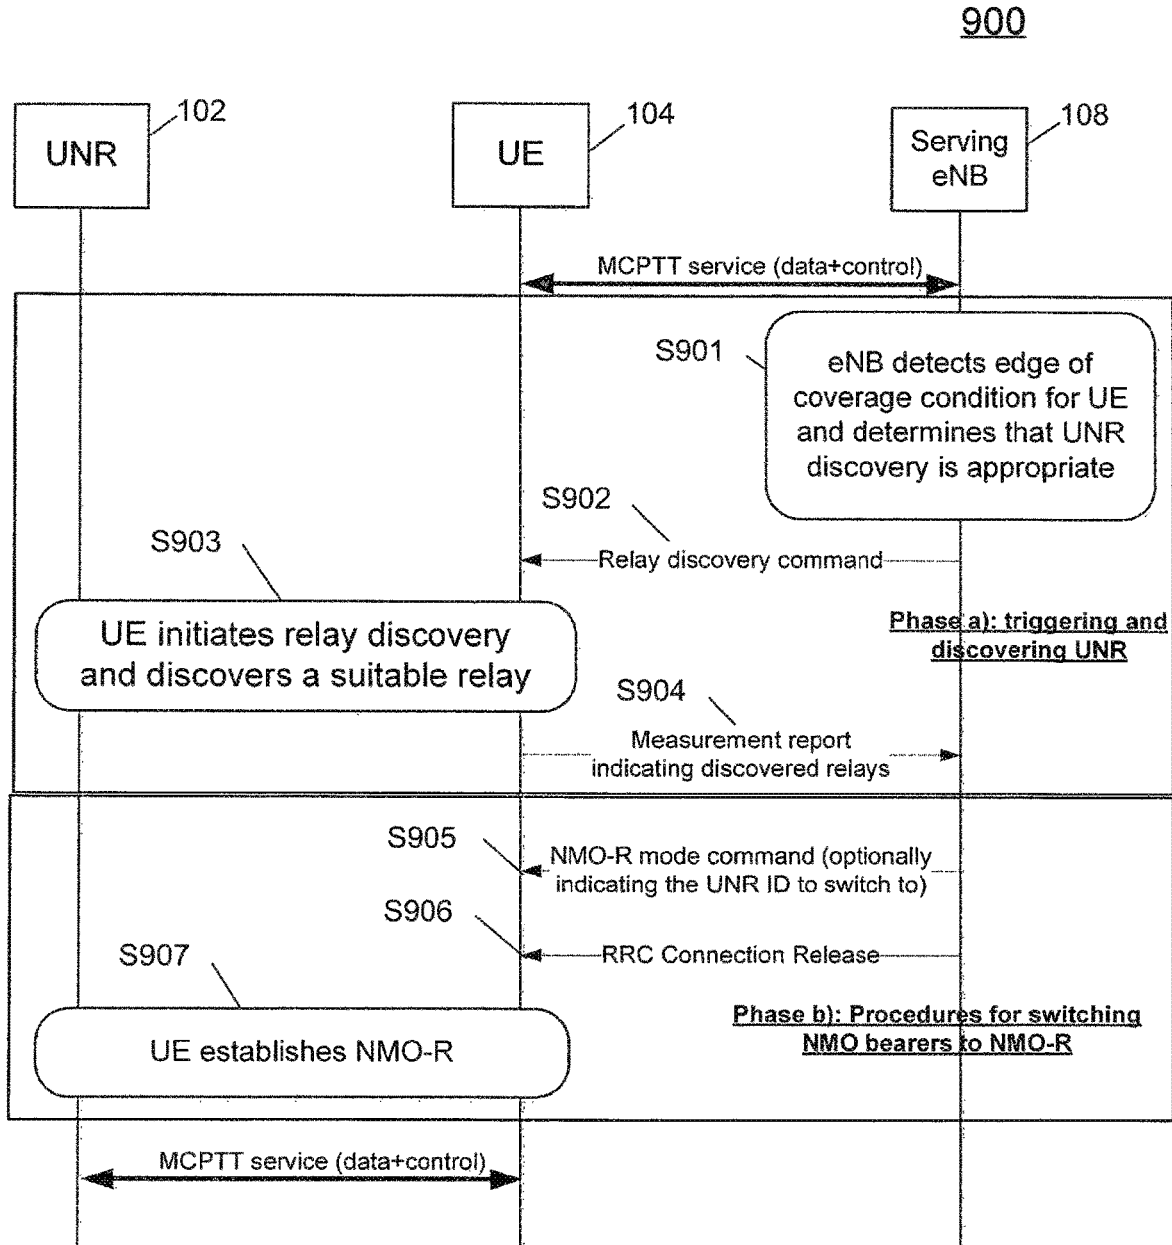 900
102
104
108
UNR
UE
Serving
eNB
MCPTT service (data+control)
S901
eNB detects edge of
coverage condition for UE
and determines that UNR
discovery is appropriate
S902
Relay discovery command
S903
UE initiates relay discovery
and discovers a suitable relay
Phase a): triggering and
discovering UNR
S904
Measurement report
indicating discovered relays
S905
NMO-R mode command (optionally
indicating the UNR ID to switch to)
S906
RRC Connection Release
S907
UE establishes NMO-R
Phase b): Procedures for switching
NMO bearers to NMO-R
MCPTT service (data+control)